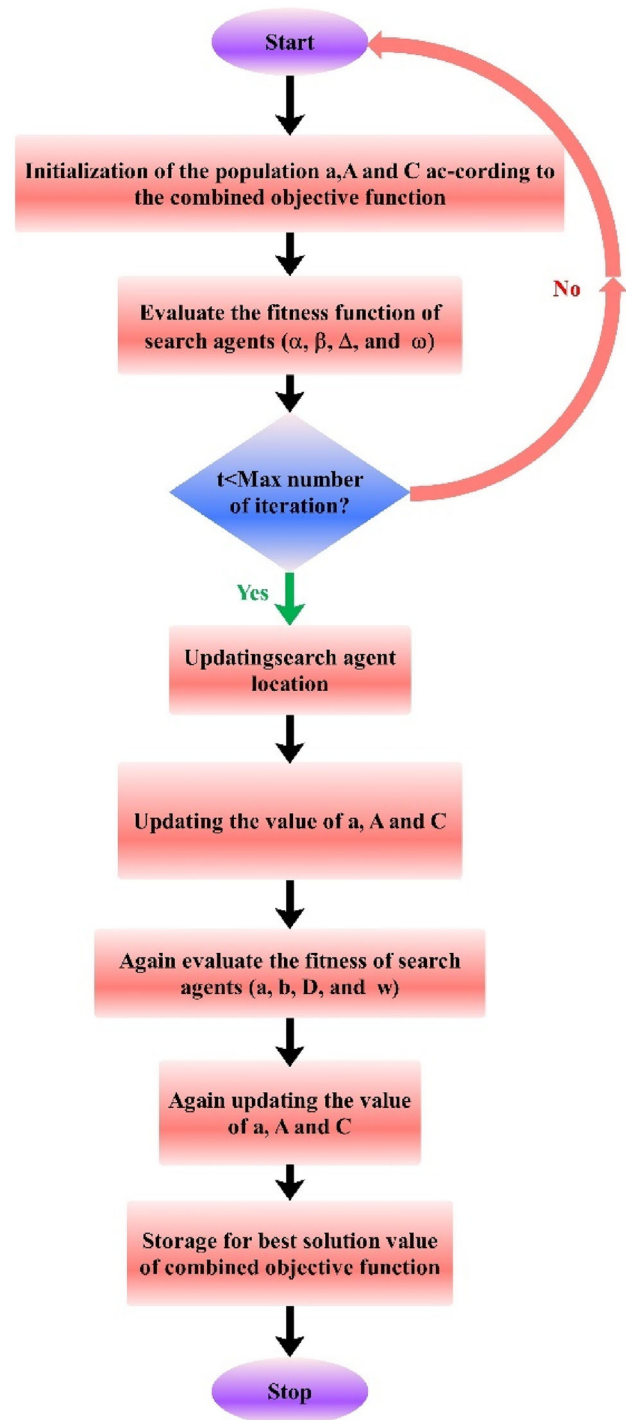 Start
Initialization of the population a,A and C ac-cording to
the combined objective function
Evaluate the fitness function of
search agents (α, β, Δ, and ω)
No
t<Max number
of iteration?
Yes
Updatingsearch agent
location
Updating the value of a, A and C
Again evaluate the fitness of search
agents (a, b, D, and w)
Again updating the value
of a, A and C
Storage for best solution value
of combined objective function
Stop